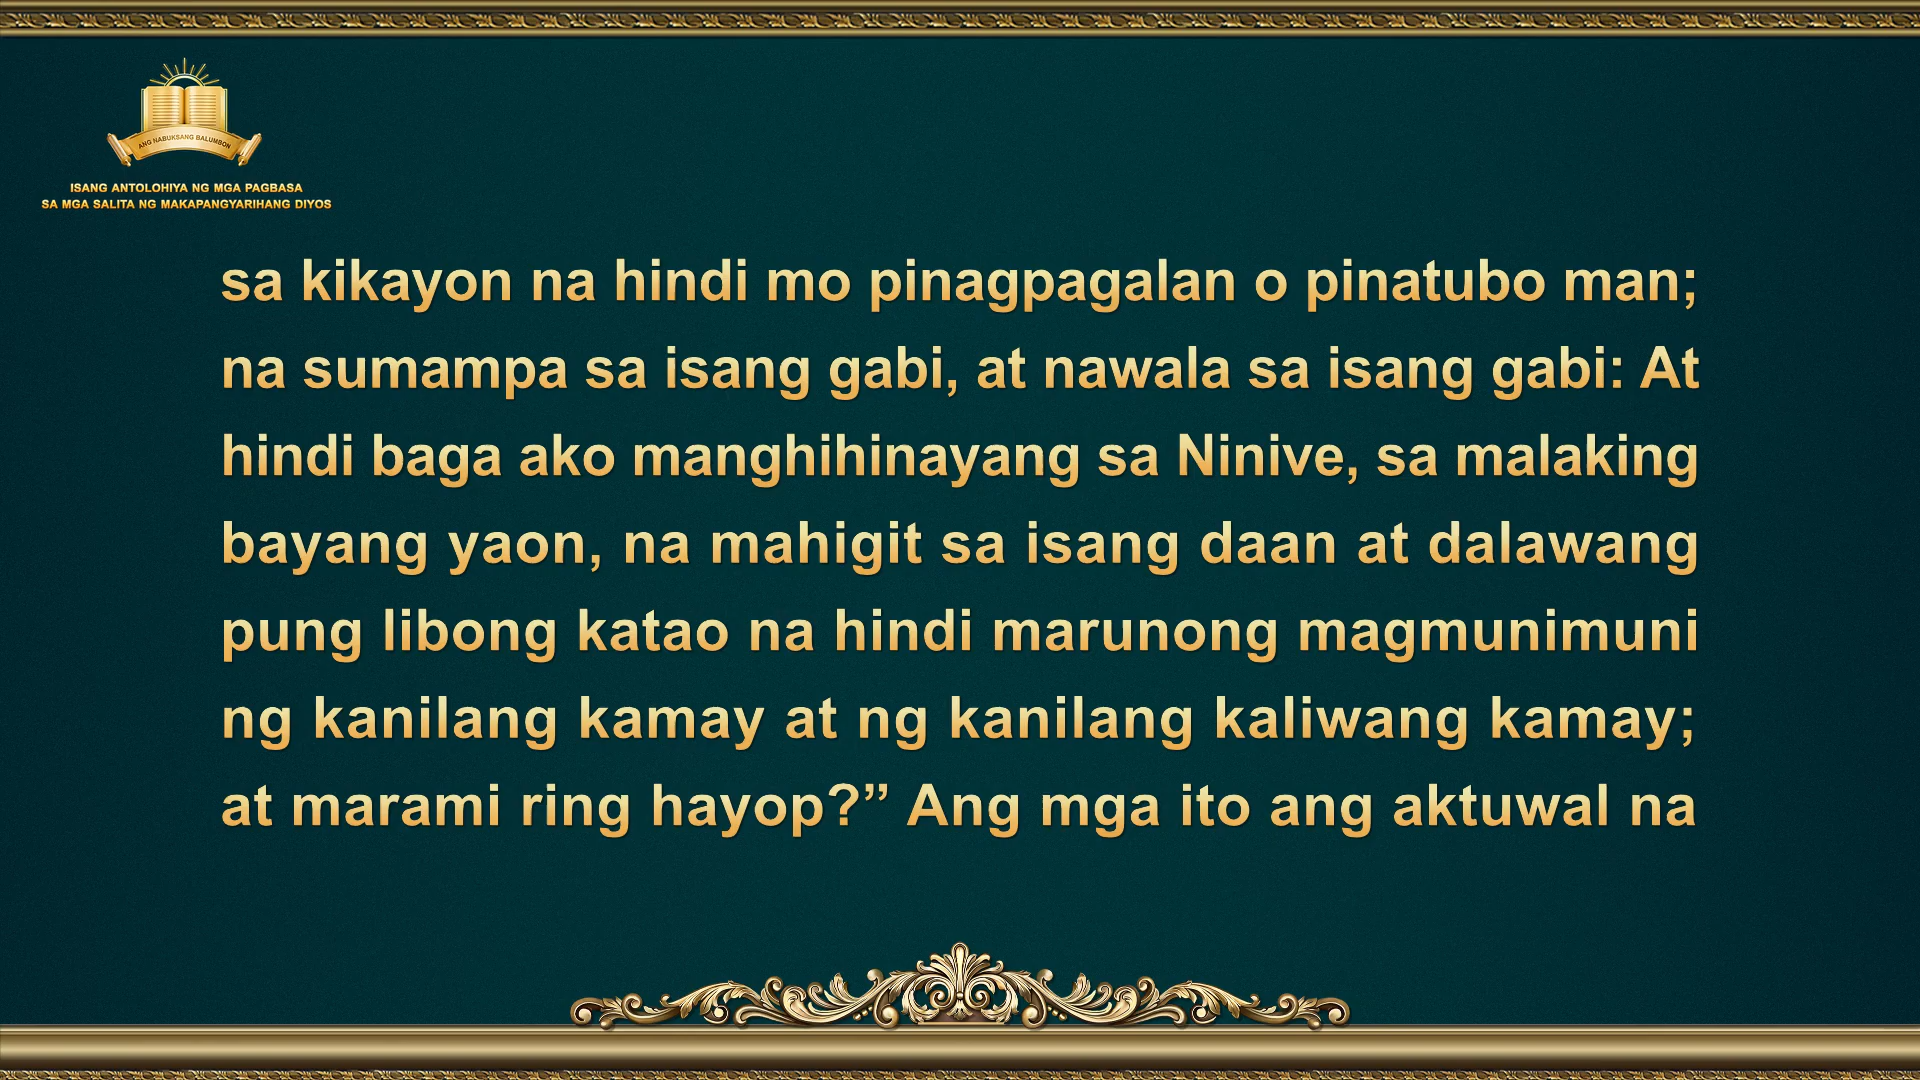 ANG NABUKSANG BALUMBON
ISANG ANTOLOHIYA NG MGA PAGBASA
SA MGA SALITA NG MAKAPANGYARIHANG DIYOS
sa kikayon na hindi mo pinagpagalan o pinatubo man;
na sumampa sa isang gabi, at nawala sa isang gabi: At
hindi baga ako manghihinayang sa Ninive, sa malaking
bayang yaon, na mahigit sa isang daan at dalawang
pung libong katao na hindi marunong magmunimuni
ng kanilang kamay at ng kanilang kaliwang kamay;
at marami ring hayop?” Ang mga ito ang aktuwal na